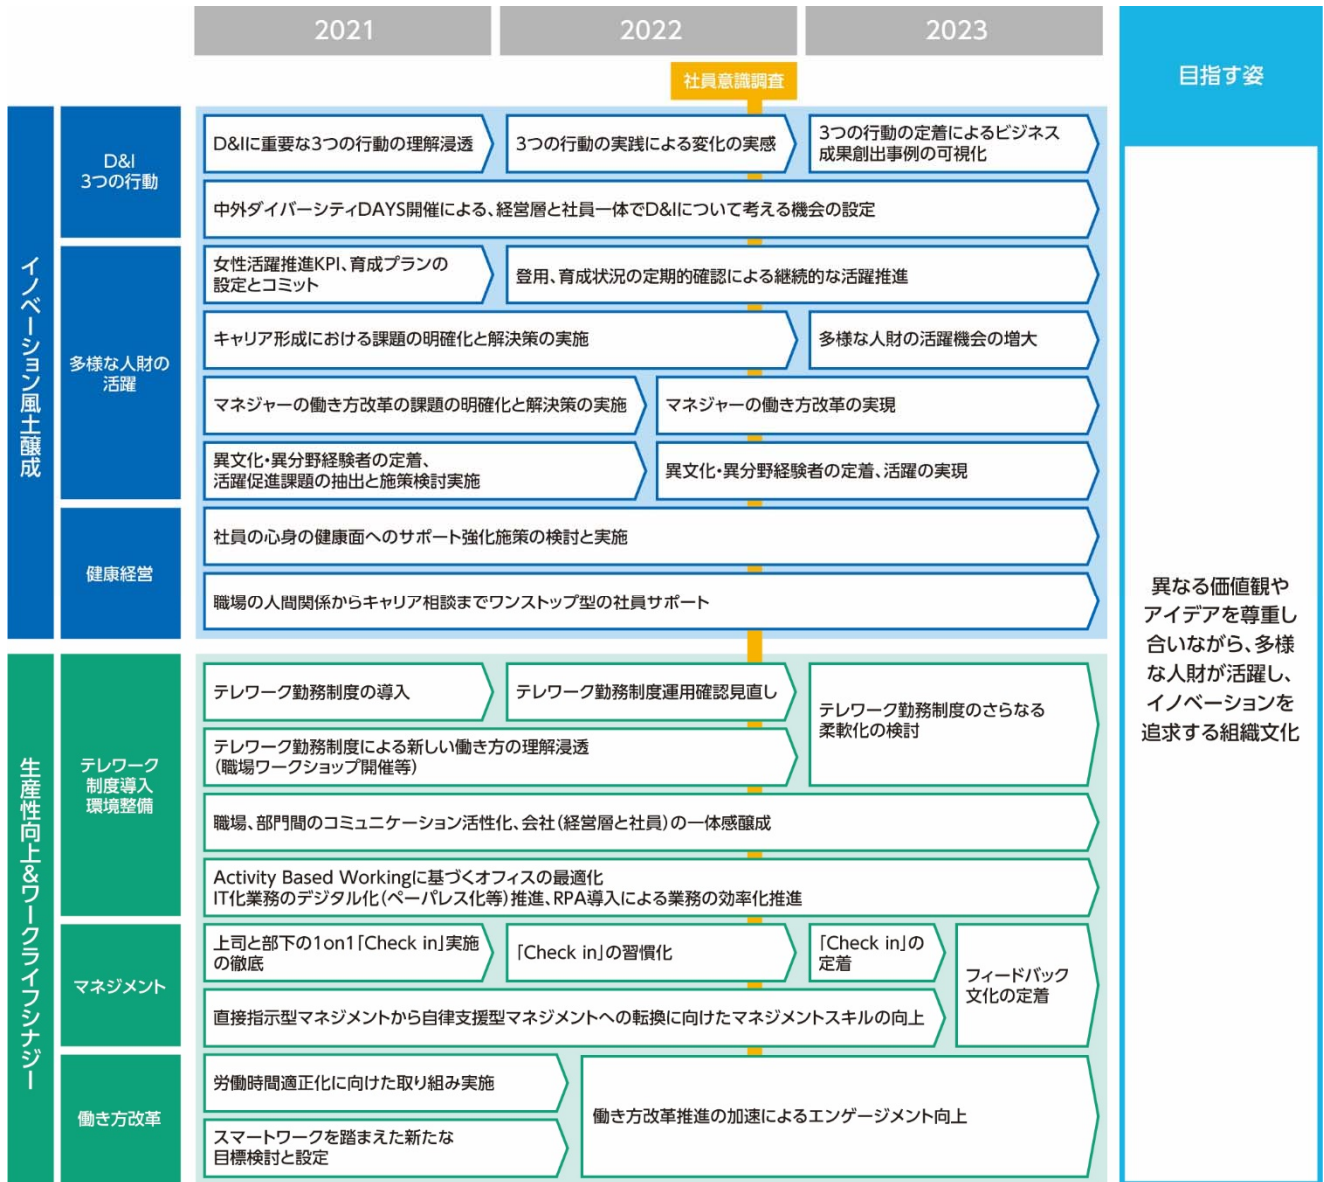 2021
2022
2023
目指す姿
社員意識調査
イノベーション風土醸成
D&I
3つの行動
D&Iに重要な3つの行動の理解浸透
3つの行動の実践による変化の実感
3つの行動の定着によるビジネス
成果創出事例の可視化
中外ダイバーシティDAYS開催による、経営層と社員一体でD&Iについて考える機会の設定
多様な人財の
活躍
女性活躍推進KPI、育成プランの
設定とコミット
登用、育成状況の定期的確認による継続的な活躍推進
キャリア形成における課題の明確化と解決策の実施
多様な人財の活躍機会の増大
マネジャーの働き方改革の課題の明確化と解決策の実施
マネジャーの働き方改革の実現
異文化・異分野経験者の定着、
活躍促進課題の抽出と施策検討実施
異文化・異分野経験者の定着、活躍の実現
健康経営
社員の心身の健康面へのサポート強化施策の検討と実施
職場の人間関係からキャリア相談までワンストップ型の社員サポート
生産性向上&ワークライフシナジー
テレワーク
制度導入
環境整備
テレワーク勤務制度の導入
テレワーク勤務制度運用確認見直し
テレワーク勤務制度のさらなる
柔軟化の検討
テレワーク勤務制度による新しい働き方の理解浸透
（職場ワークショップ開催等）
職場、部門間のコミュニケーション活性化、会社（経営層と社員）の一体感醸成
Activity Based Workingに基づくオフィスの最適化
IT化業務のデジタル化（ペーパレス化等）推進、RPA導入による業務の効率化推進
マネジメント
上司と部下の1on1「Check in」実施
の徹底
「Check in」の習慣化
「Check in」の
定着
フィードバック
文化の定着
直接指示型マネジメントから自律支援型マネジメントへの転換に向けたマネジメントスキルの向上
働き方改革
労働時間適正化に向けた取り組み実施
働き方改革推進の加速によるエンゲージメント向上
スマートワークを踏まえた新たな
目標検討と設定
異なる価値観や
アイデアを尊重し
合いながら、多様
な人財が活躍し、
イノベーションを
追求する組織文化